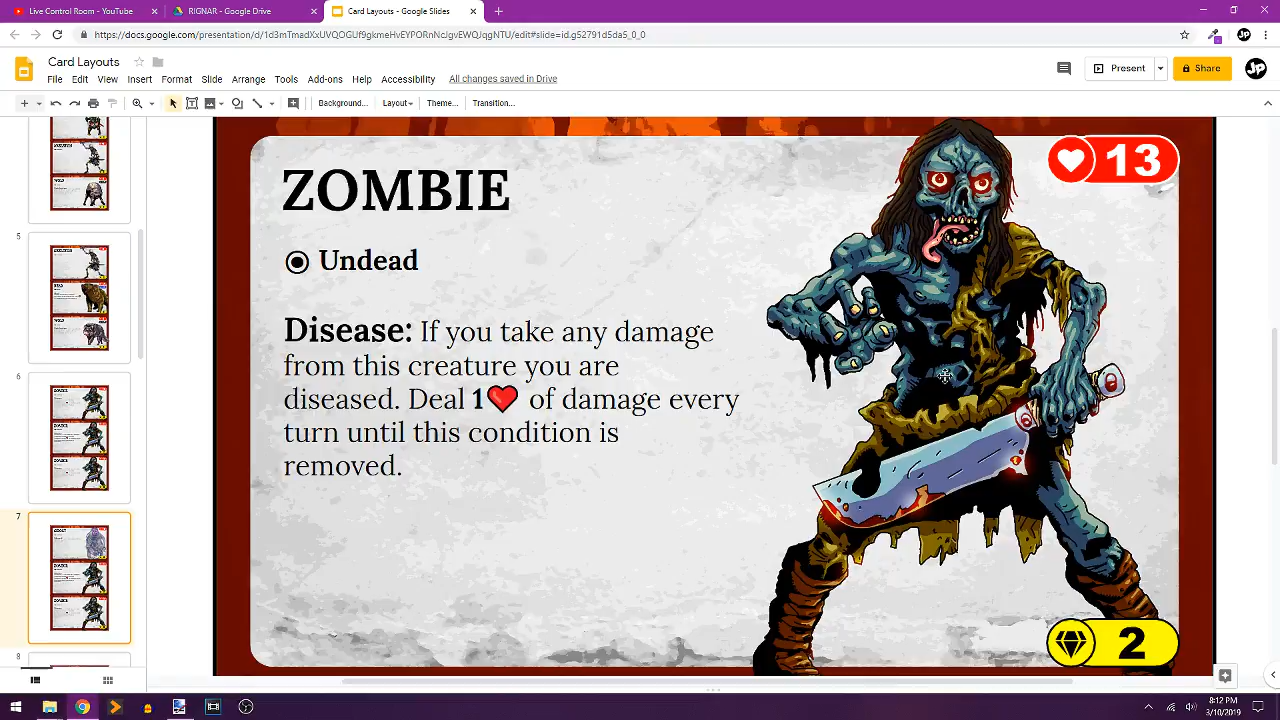 Live Control Room - YouTube
RIGNAR - Google Drive
Card Layouts - Google Slides
https://docs.google.com/presentation/d/1d3mTmadXxUVQOGUf9gkmeHvEYPORnNcJgvEWQJqgNTU/edit#slide=id.g52791d5da5_0_0
JP
Card Layouts
File Edit View Insert Format Slide Arrange Tools Add-ons Help Accessibility All changes saved in Drive
Present
Share
JP
Background... Layout Theme... Transition...
5
6
7
8
ZOMBIE
13
Undead
Disease: If you take any damage
from this creature you are
diseased. Deal 1 of damage every
turn until this condition is
removed.
2
8:12 PM
3/10/2019